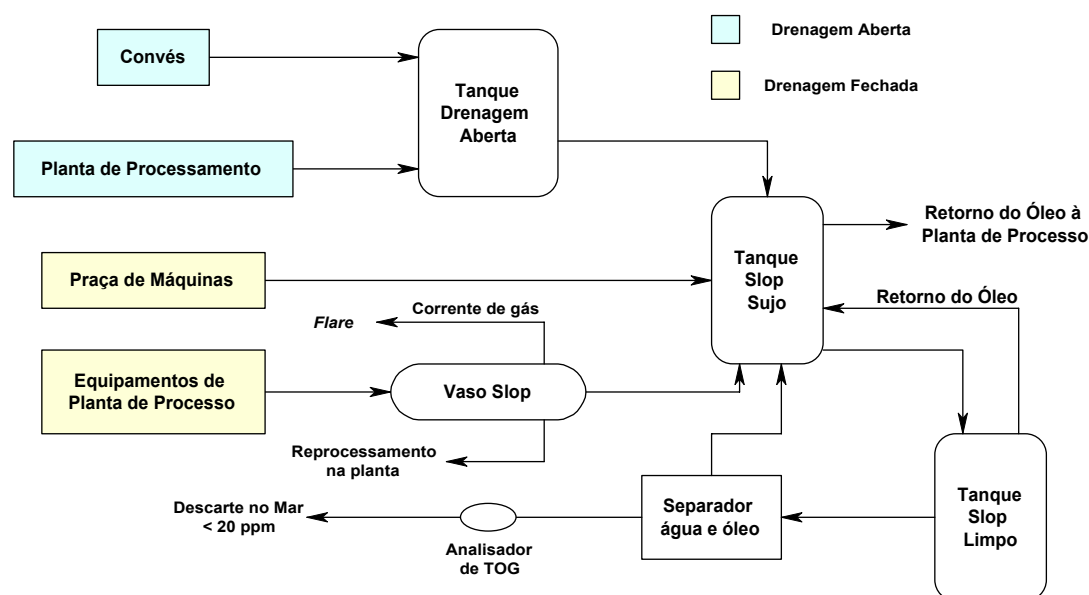 Convés
Drenagem Aberta
Tanque
Drenagem
Aberta
Drenagem Fechada
Planta de Processamento
Retorno do Óleo à
Planta de Processo
Praça de Máquinas
Tanque
Slop
Sujo
Retorno do Óleo
Corrente de gás
Flare
Equipamentos de
Planta de Processo
Vaso Slop
Reprocessamento
na planta
Descarte no Mar
< 20 ppm
Analisador
de TOG
Separador
água e óleo
Tanque
Slop
Limpo